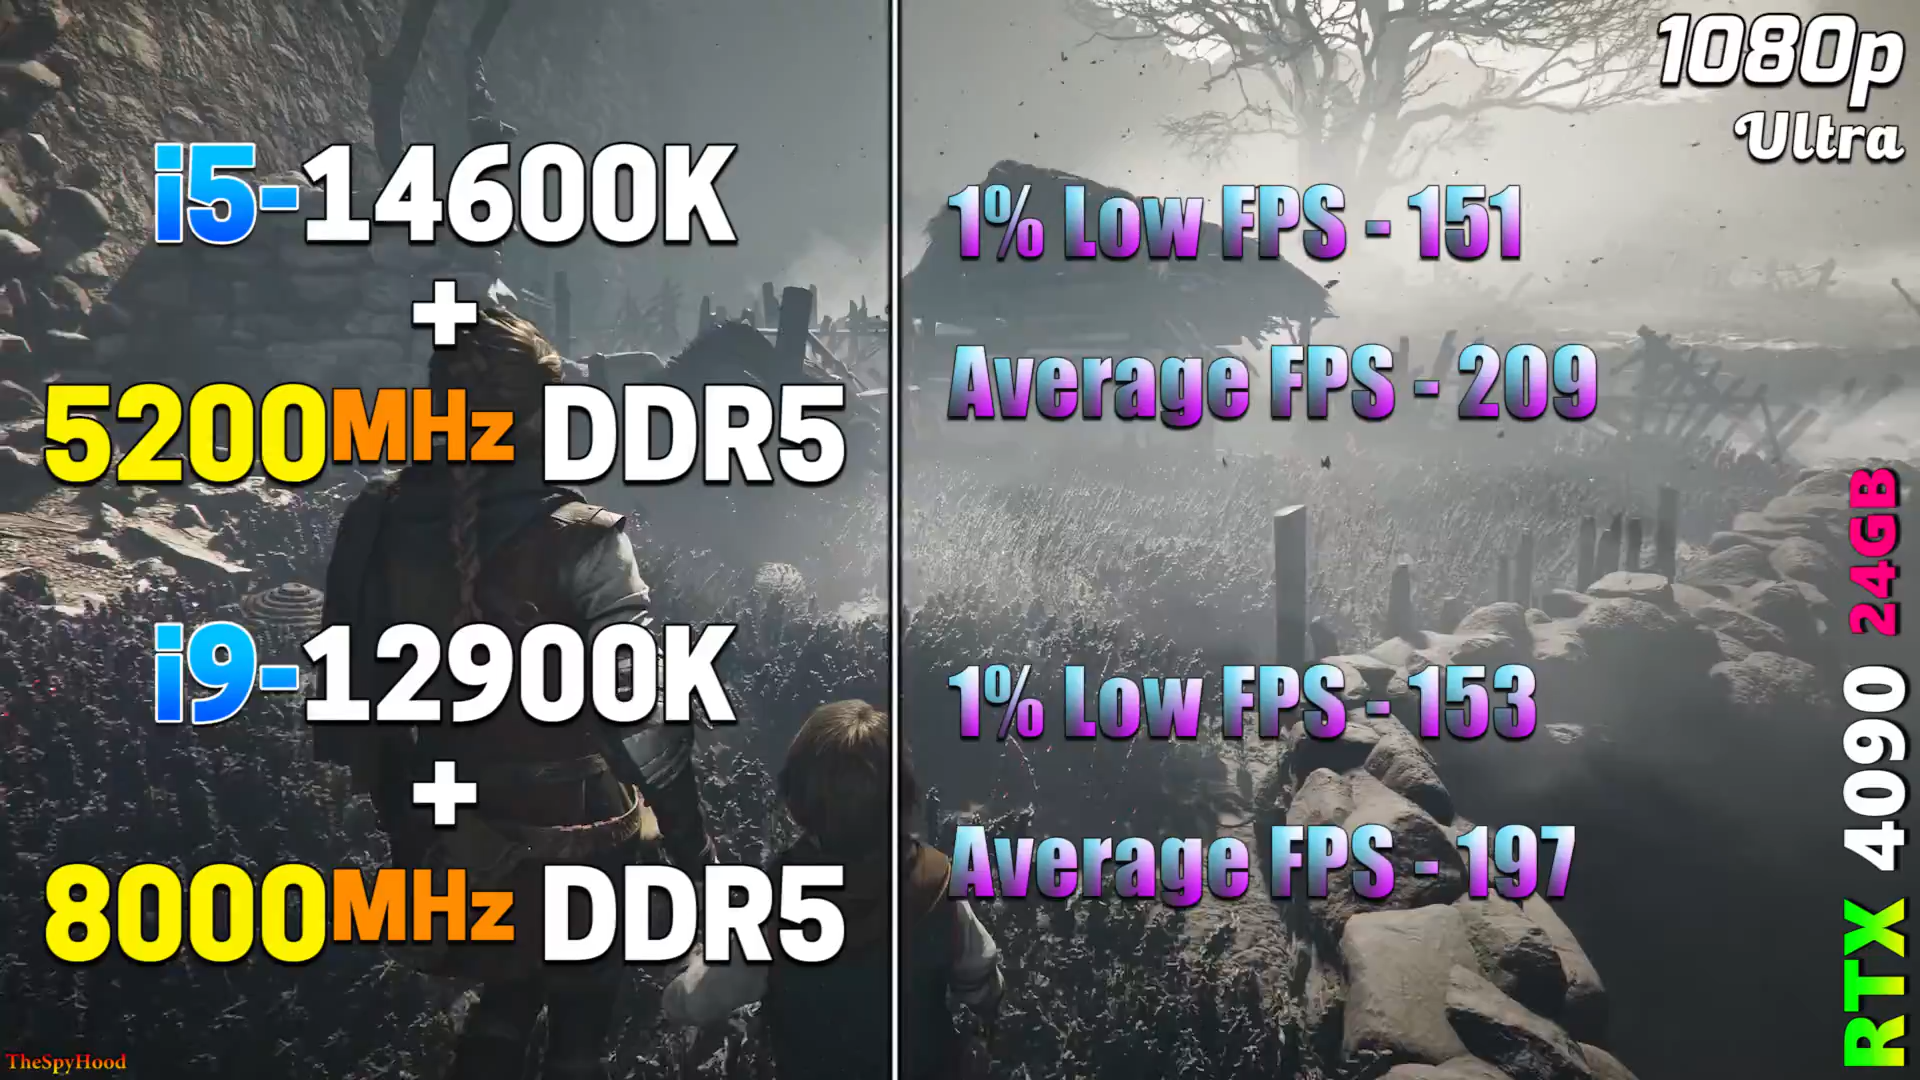 1080p
Ultra
i5-14600K
+
5200MHz DDR5
1% Low FPS - 151
Average FPS - 209
i9-12900K
+
8000MHz DDR5
1% Low FPS - 153
Average FPS - 197
RTX 4090 24GB
TheSpyHood